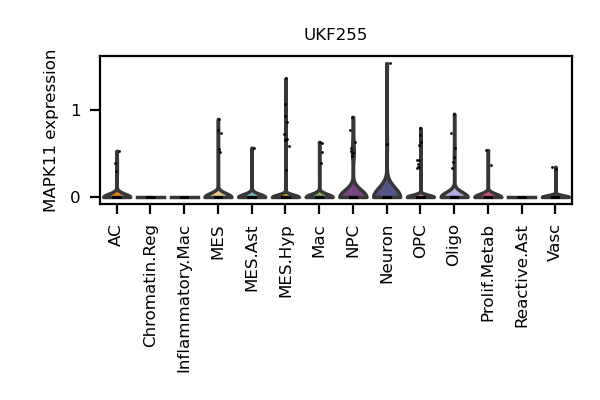 UKF255
MAPK11 expression
1
0
AC
Chromatin.Reg
Inflammatory.Mac
MES
MES.Ast
MES.Hyp
Mac
NPC
Neuron
OPC
Oligo
Prolif.Metab
Reactive.Ast
Vasc